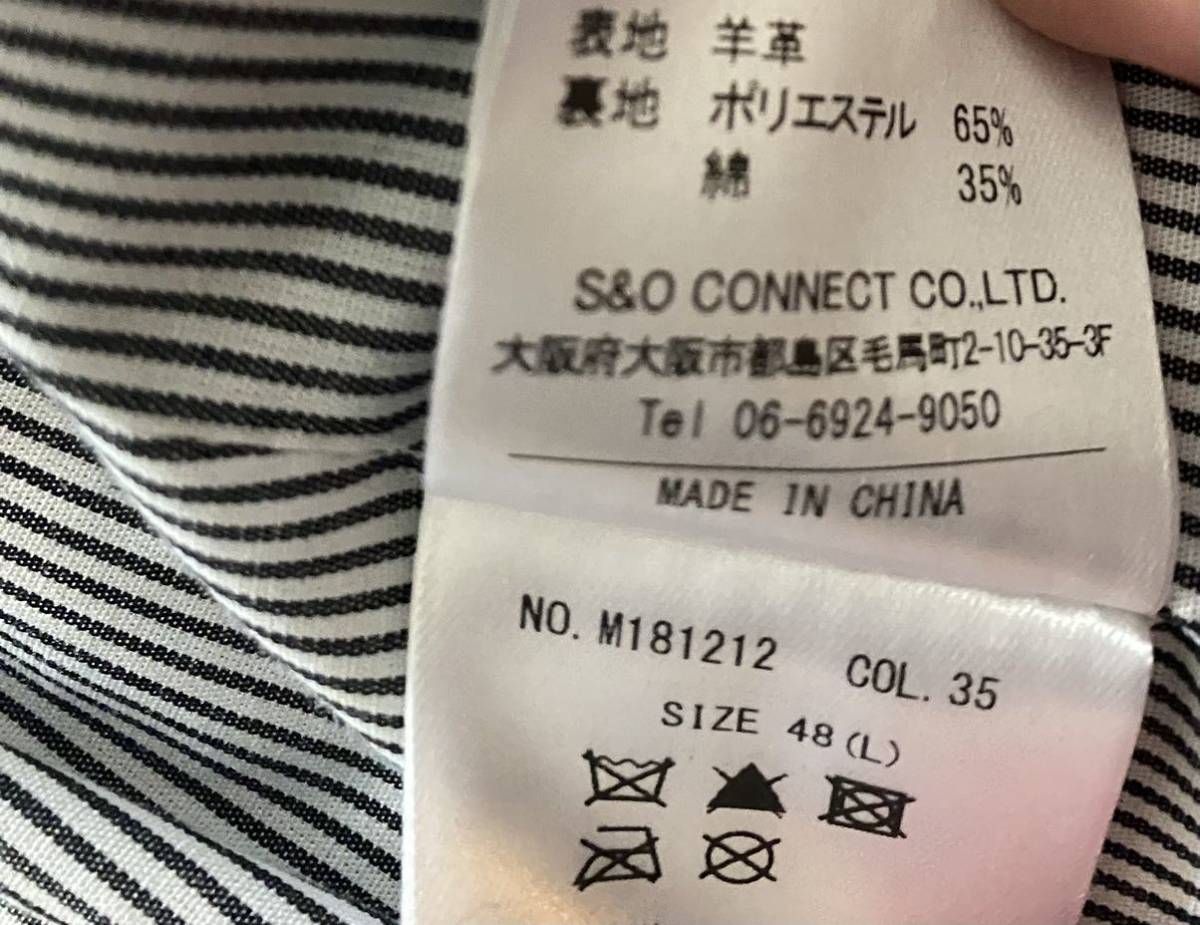 表地 羊革
裏地 ポリエステル 65%
綿 35%
S&O CONNECT CO.,LTD.
大阪府大阪市都島区毛馬町2-10-35-3F
Tel 06-6924-9050
MADE IN CHINA
NO. M181212 COL. 35
SIZE 48(L)